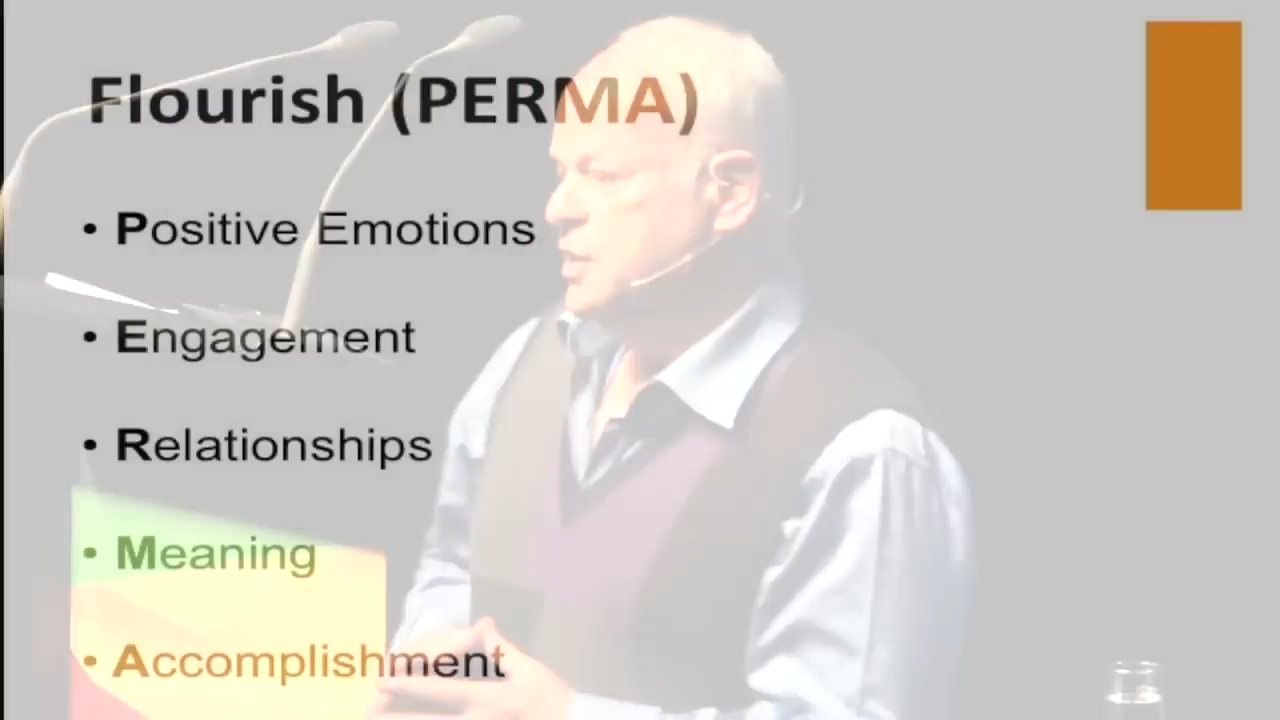 Flourish (PERMA)
• Positive Emotions
• Engagement
• Relationships
• Meaning
• Accomplishment